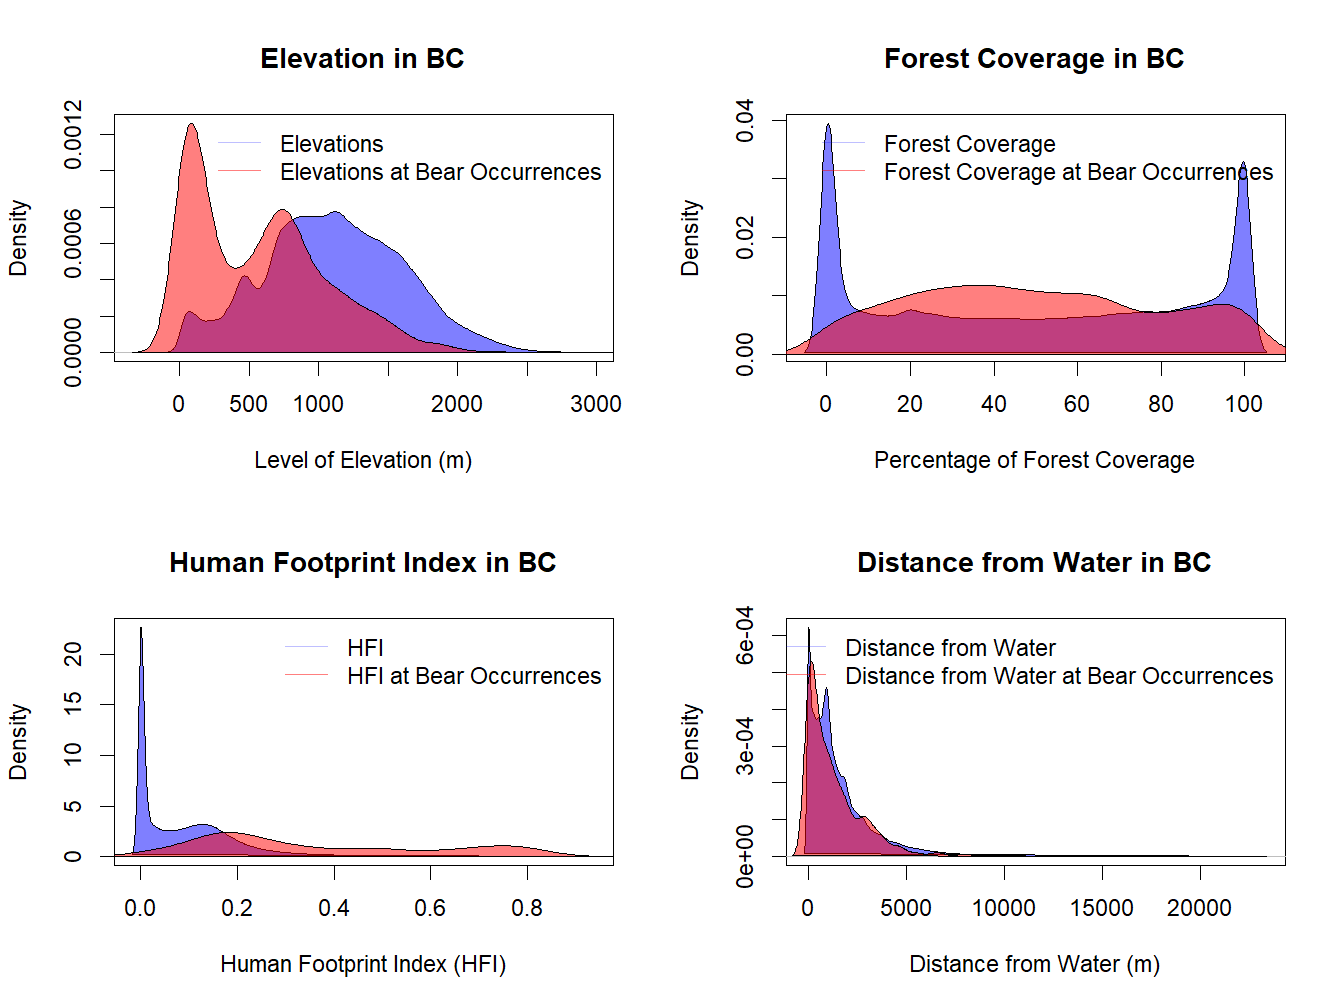 Elevation in BC
Elevations
Elevations at Bear Occurrences
Density
0.0000 0.0006 0.0012
0 500 1000 2000 3000
Level of Elevation (m)
Forest Coverage in BC
Forest Coverage
Forest Coverage at Bear Occurrences
Density
0.00 0.02 0.04
0 20 40 60 80 100
Percentage of Forest Coverage
Human Footprint Index in BC
HFI
HFI at Bear Occurrences
Density
0 5 10 15 20
0.0 0.2 0.4 0.6 0.8
Human Footprint Index (HFI)
Distance from Water in BC
Distance from Water
Distance from Water at Bear Occurrences
Density
0e+00 3e-04 6e-04
0 5000 10000 15000 20000
Distance from Water (m)